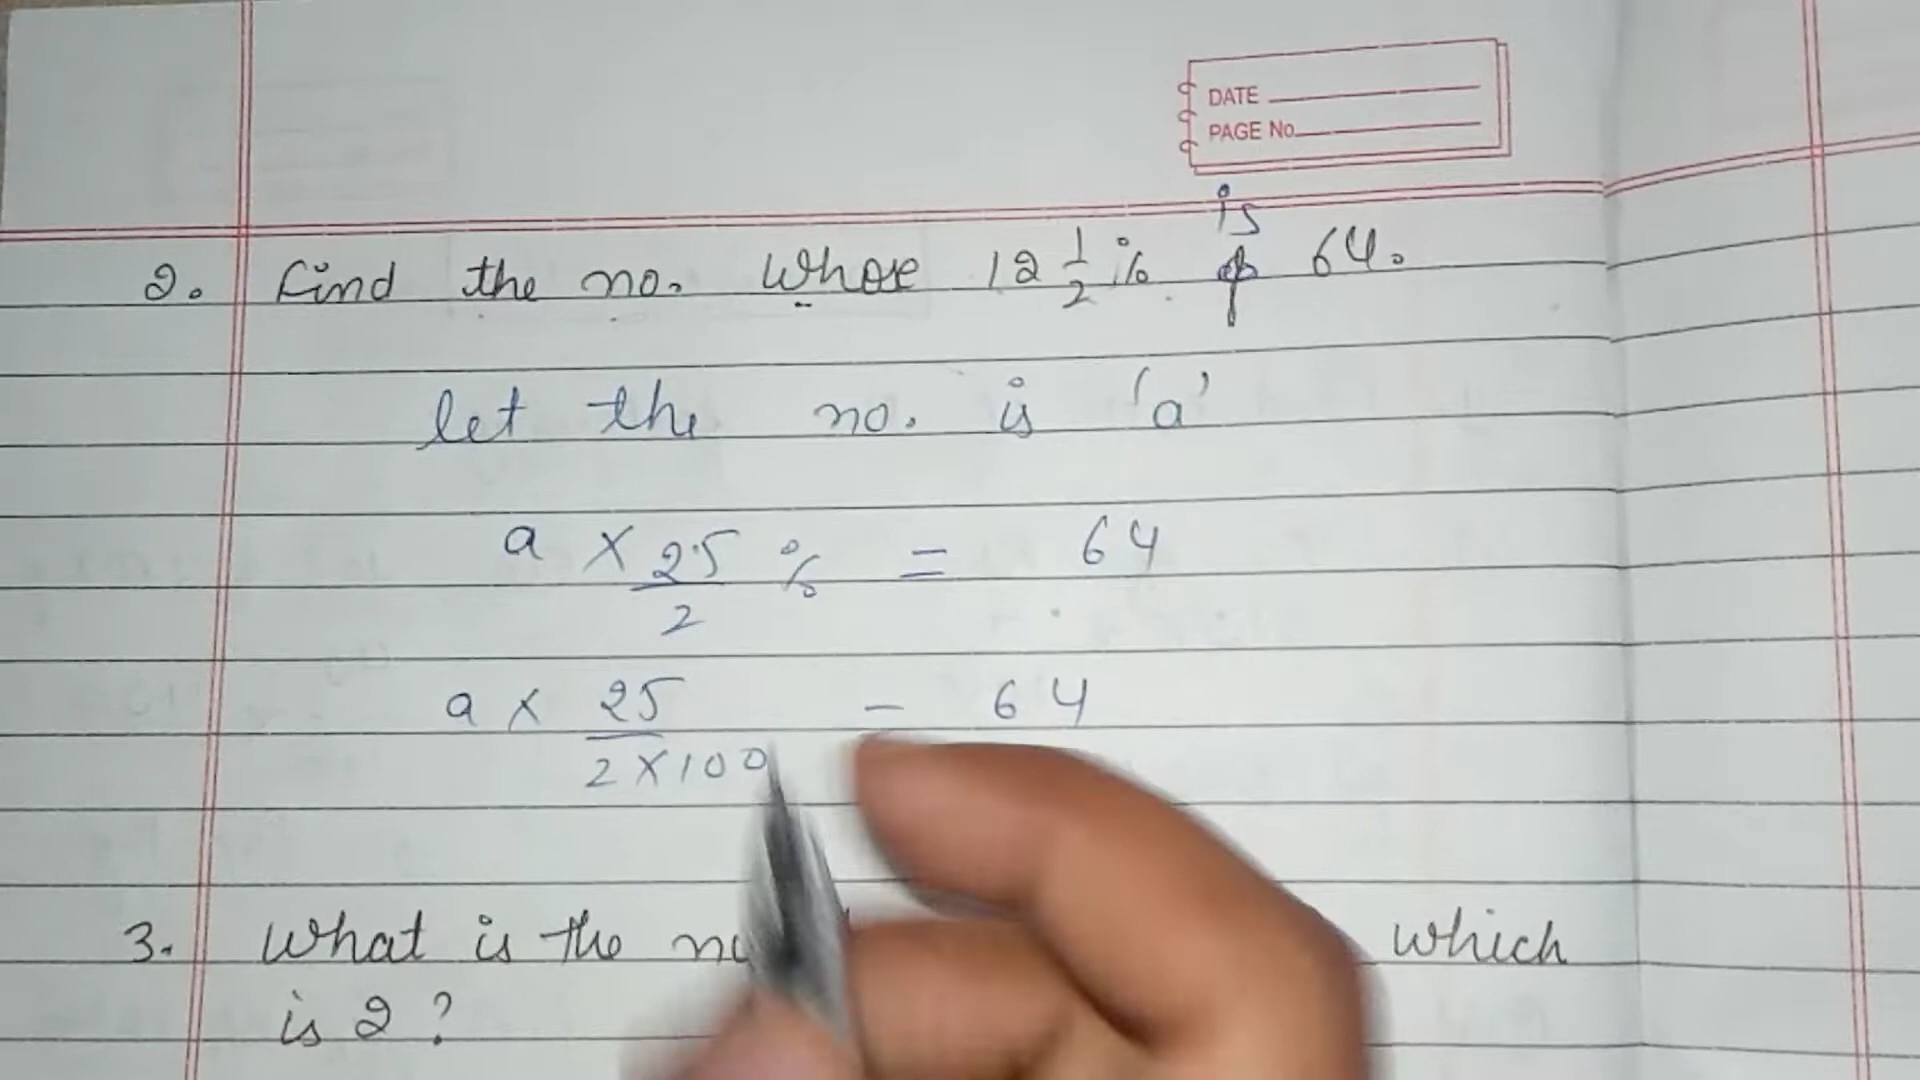 DATE
PAGE No.
is
2. Find the no. whose 12 1/2 % of 64.
let the no. is 'a'
a × 25/2 % = 64
a × 25/(2×100) - 64
3. What is the which
is 2 ?